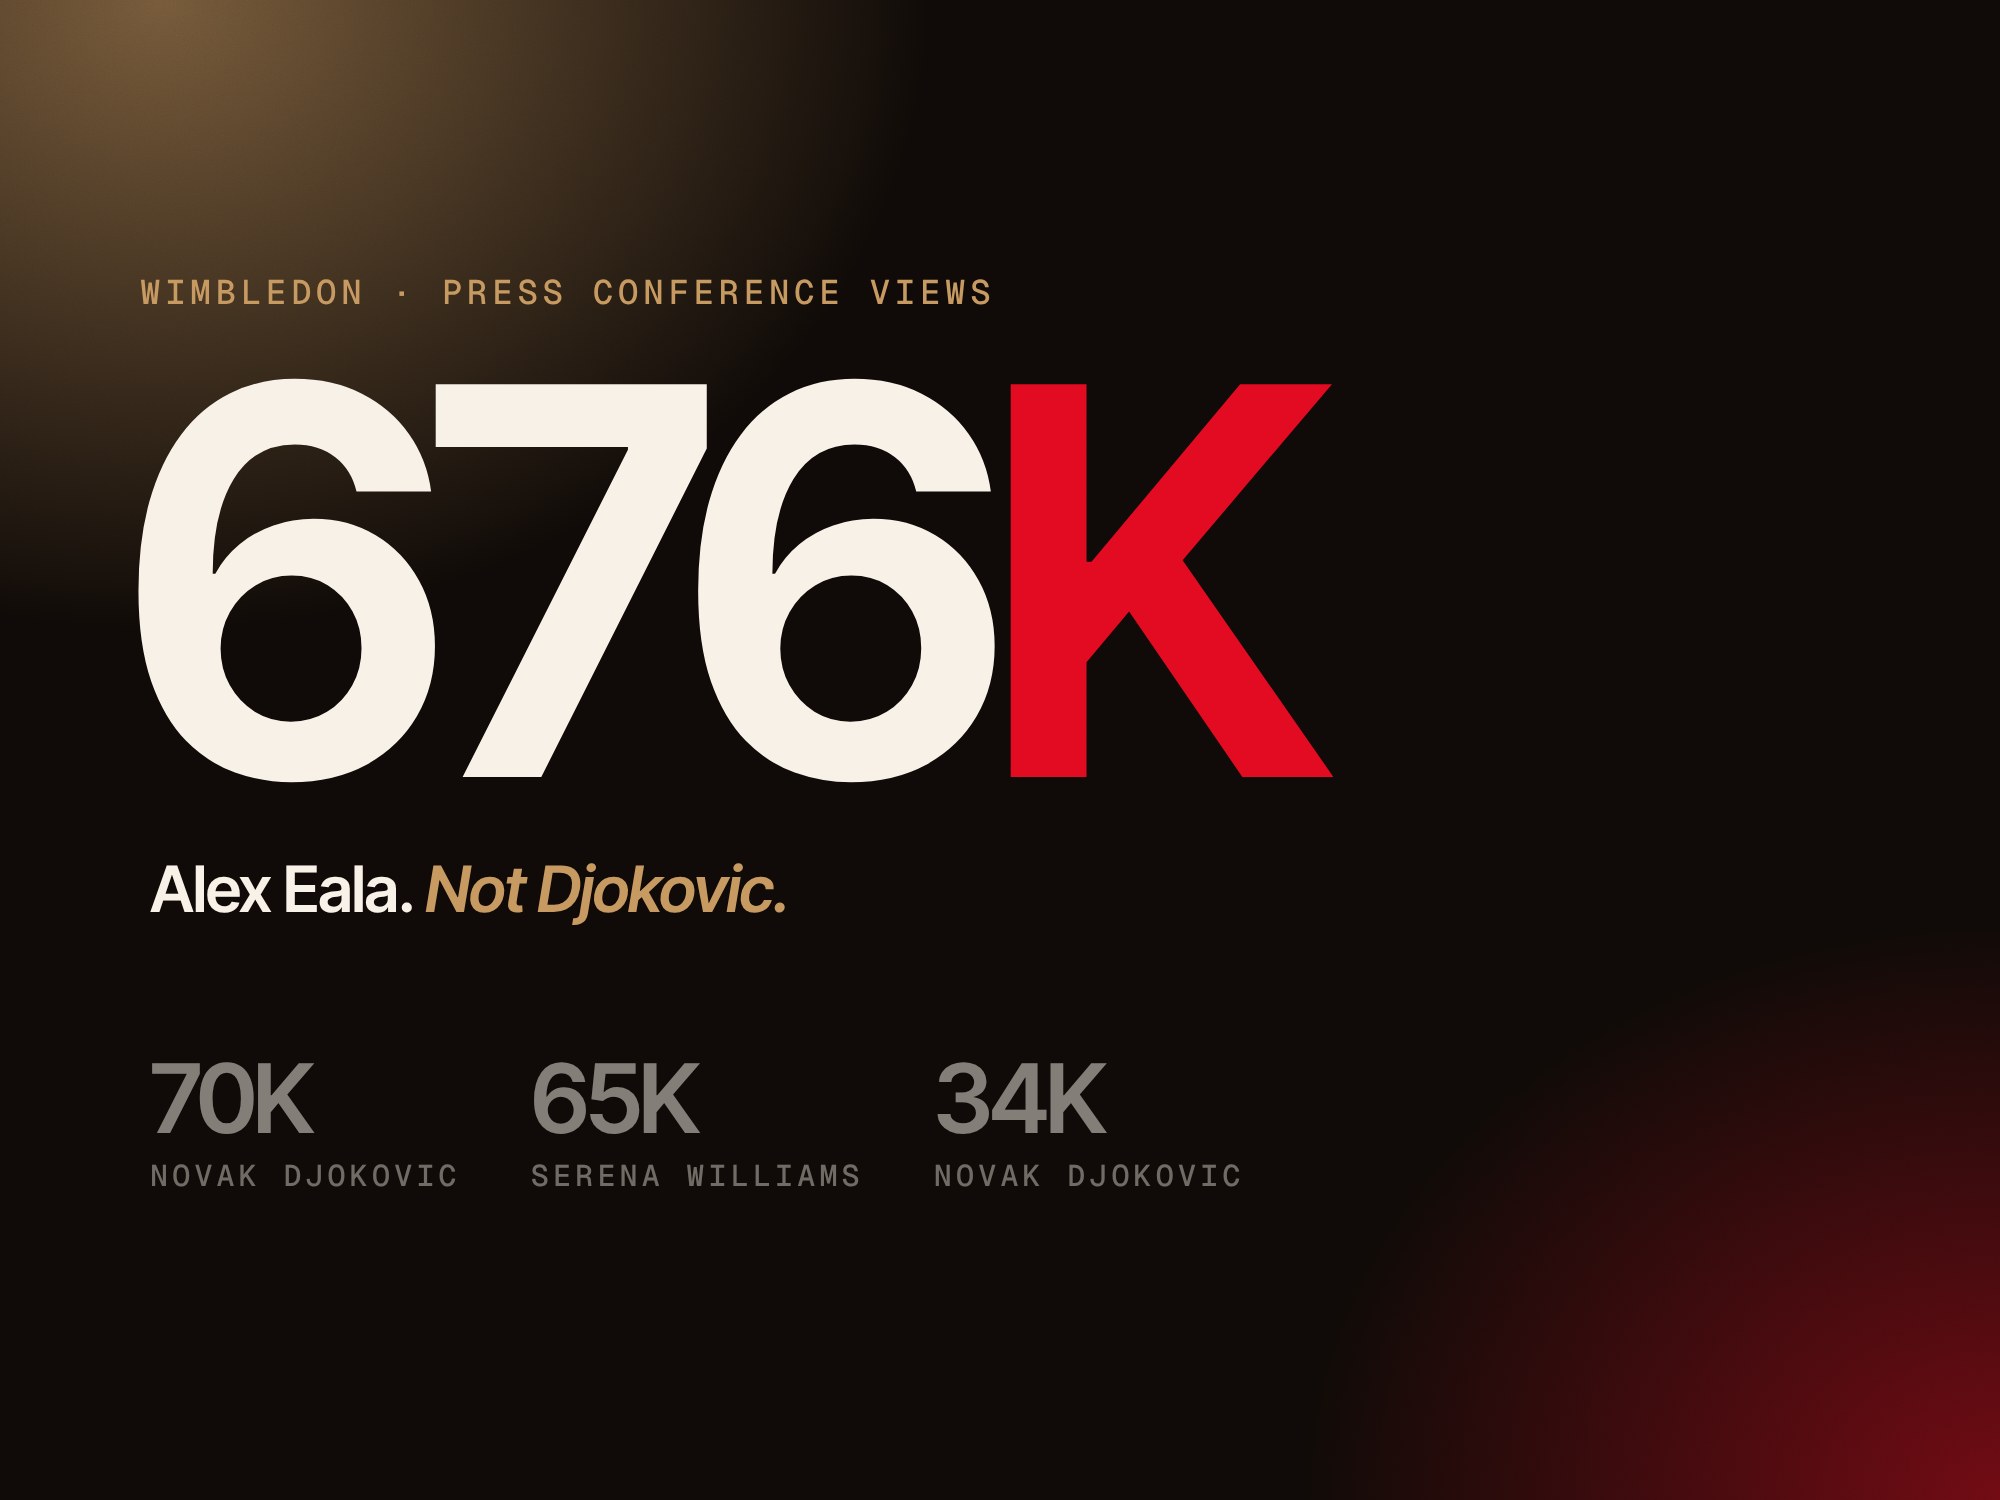 WIMBLEDON · PRESS CONFERENCE VIEWS
676K
Alex Eala. Not Djokovic.
70K 65K 34K
NOVAK DJOKOVIC SERENA WILLIAMS NOVAK DJOKOVIC